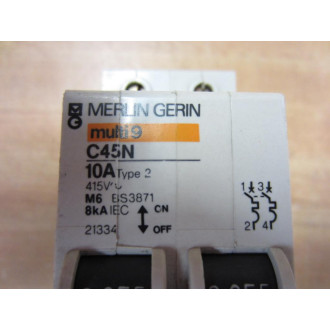 MG MERLIN GERIN
multi 9
C45N
10A Type 2
415V~
M6 BS3871
8kA IEC
ON
21334
OFF
1 3
2 4